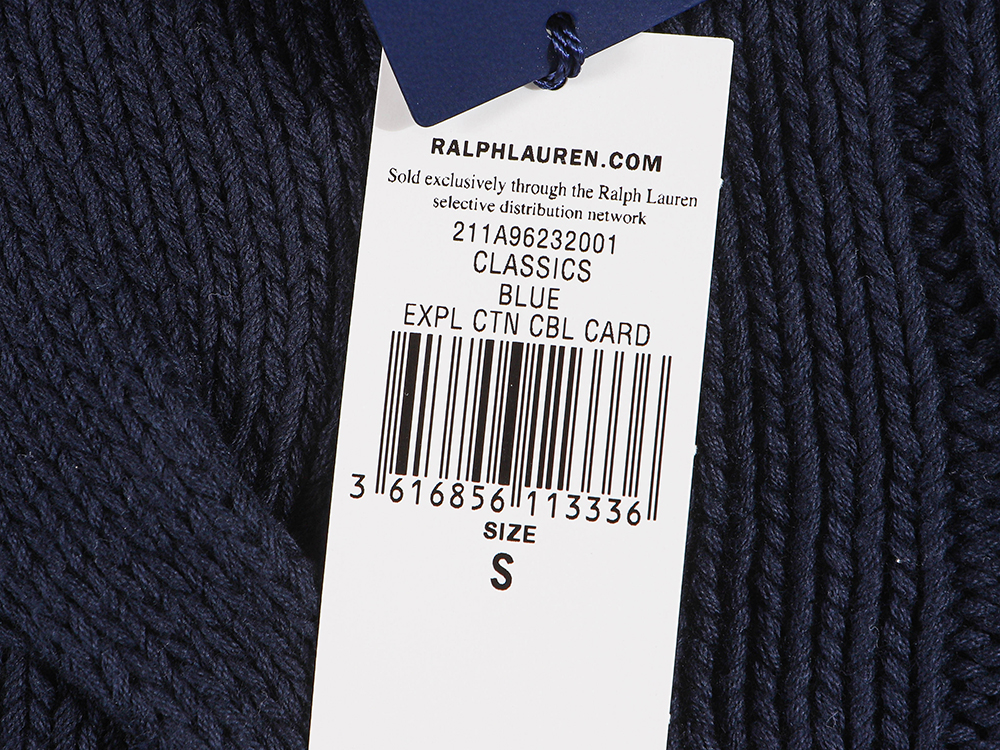 RALPHLAUREN.COM
Sold exclusively through the Ralph Lauren
selective distribution network
211A96232001
CLASSICS
BLUE
EXPL CTN CBL CARD
3 616856 113336
SIZE
S